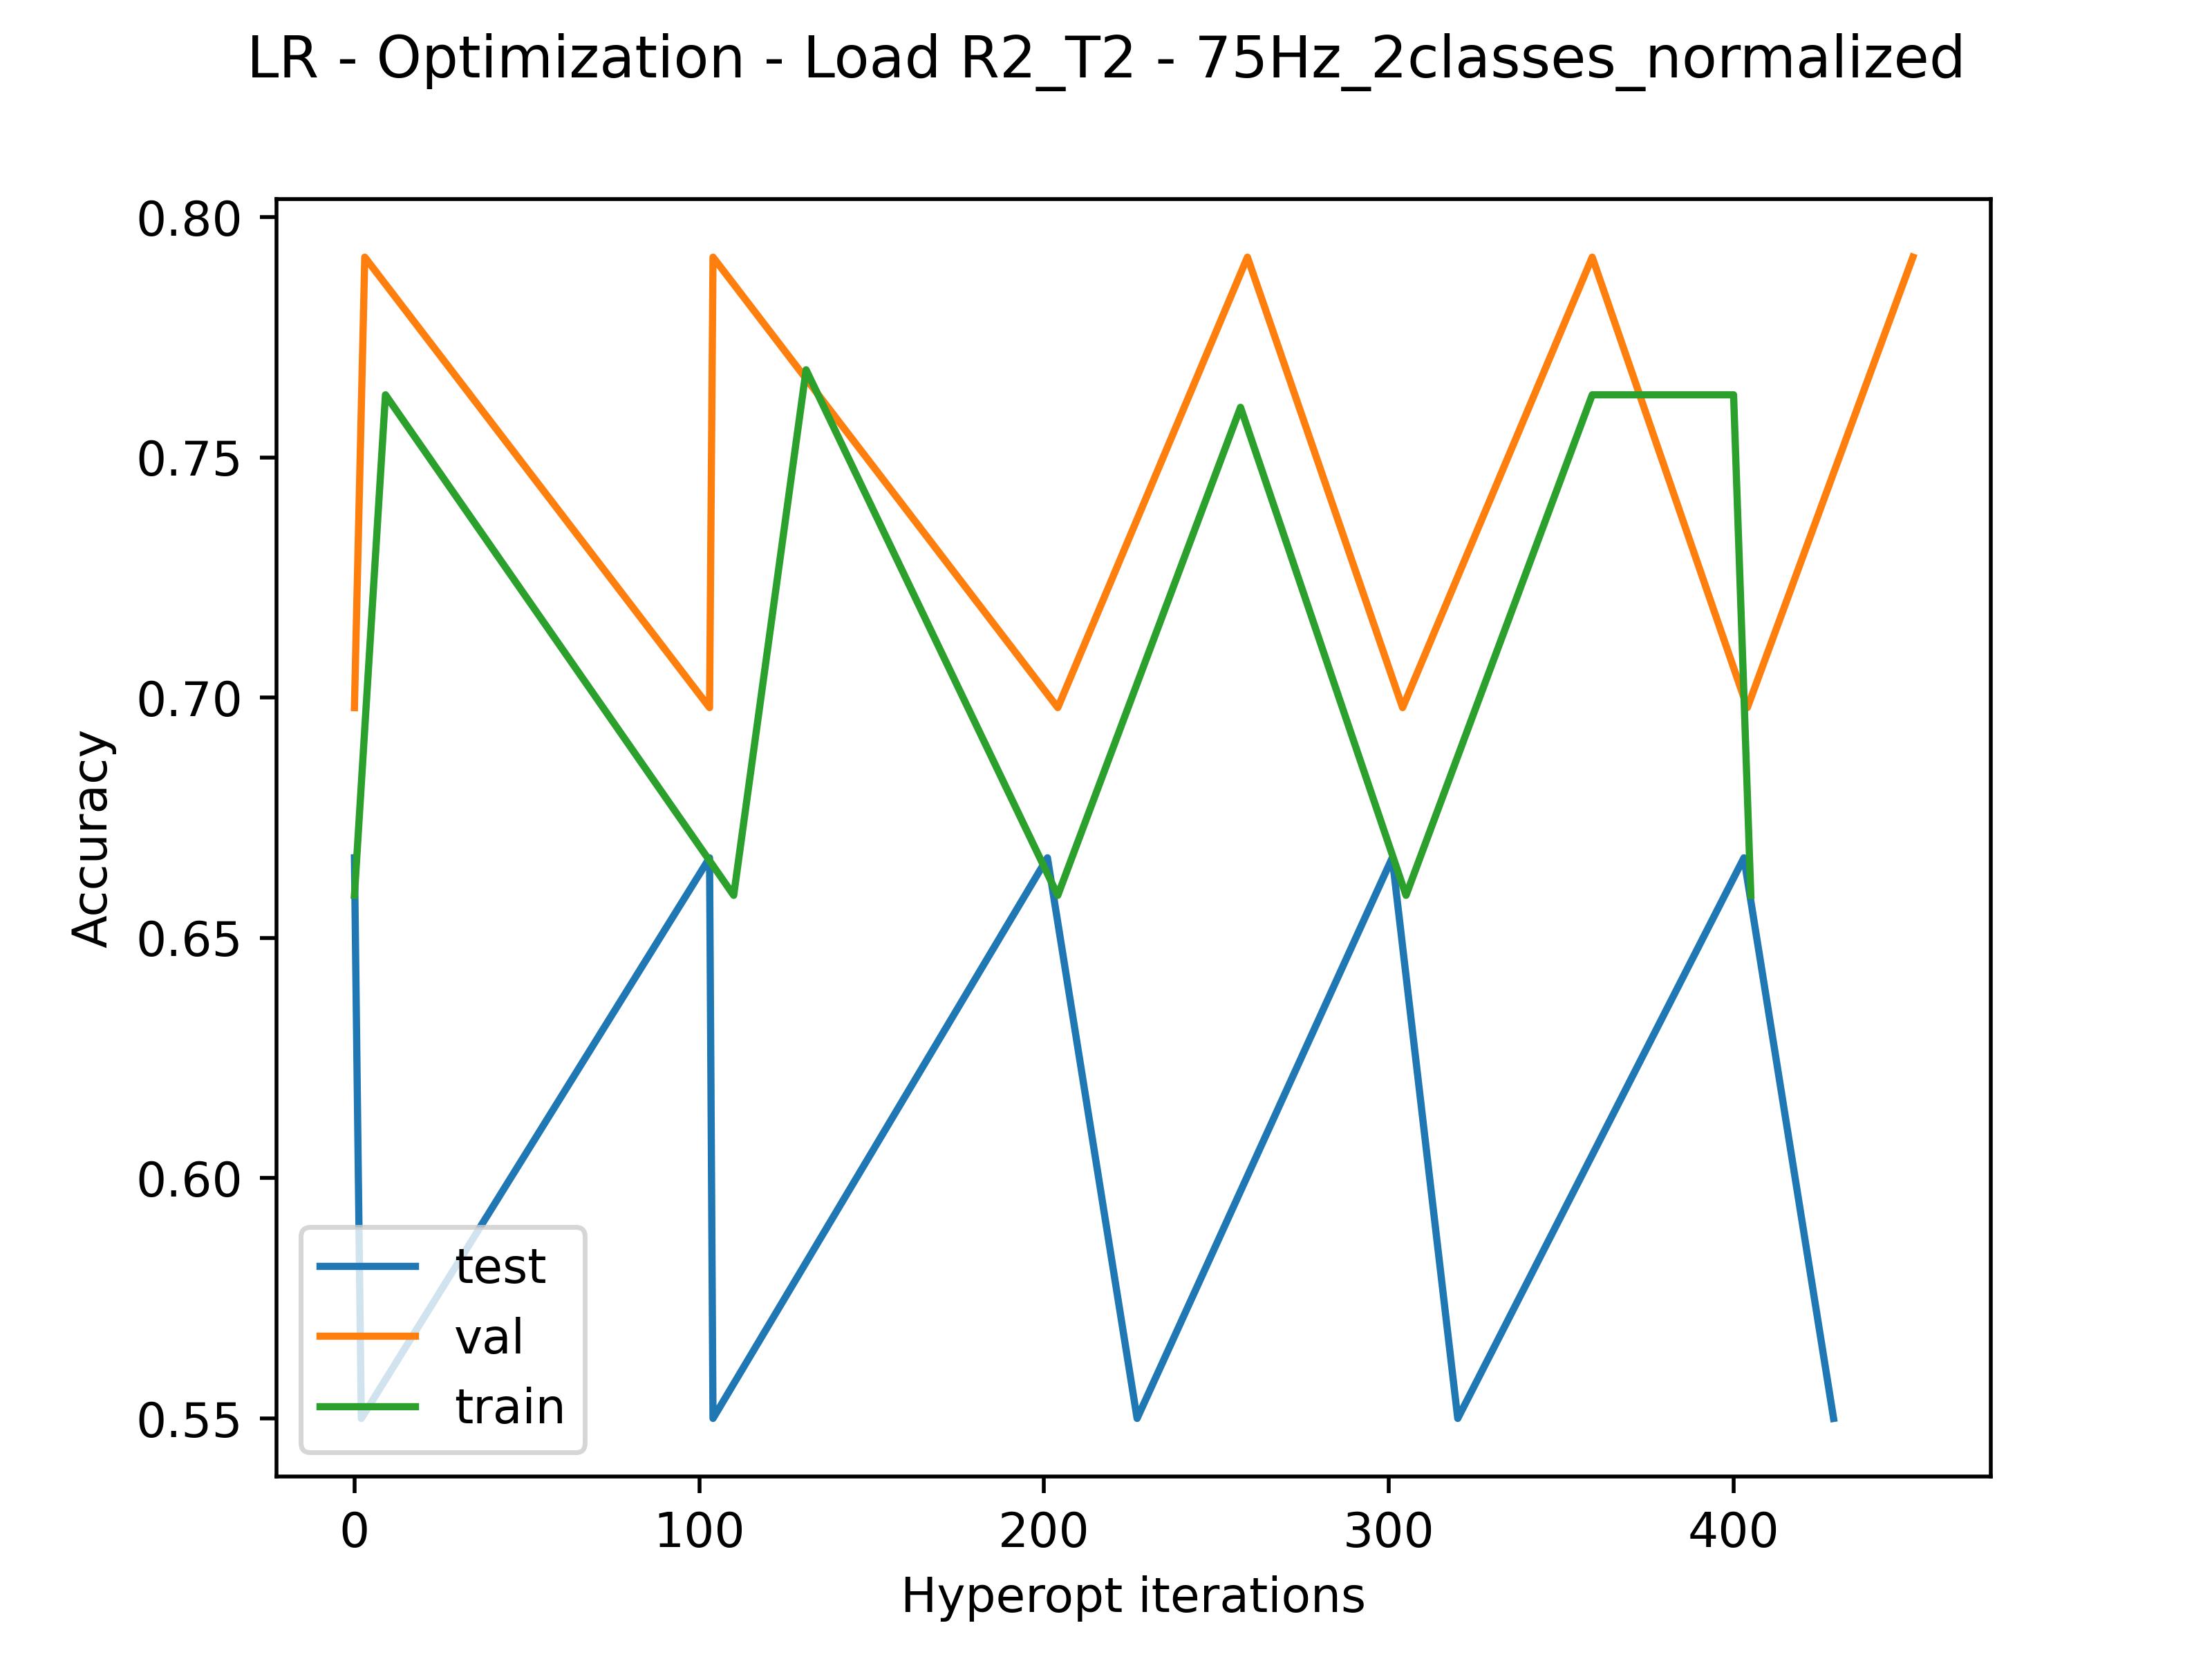 LR - Optimization - Load R2_T2 - 75Hz_2classes_normalized
0.80
0.75
0.70
0.65
0.60
0.55
Accuracy
test
val
train
0 100 200 300 400
Hyperopt iterations